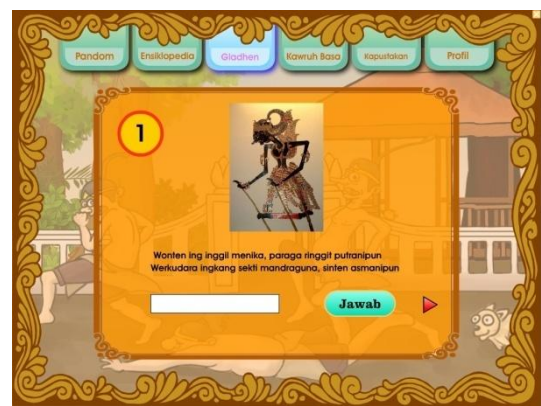 Pandom
Ensiklopedia
Gladhen
Kawruh Basa
Kapustakan
Profil
1
Wonten ing inggil menika, paraga ringgit putranipun
Werkudara ingkang sekti mandraguna, sinten asmanipun
Jawab